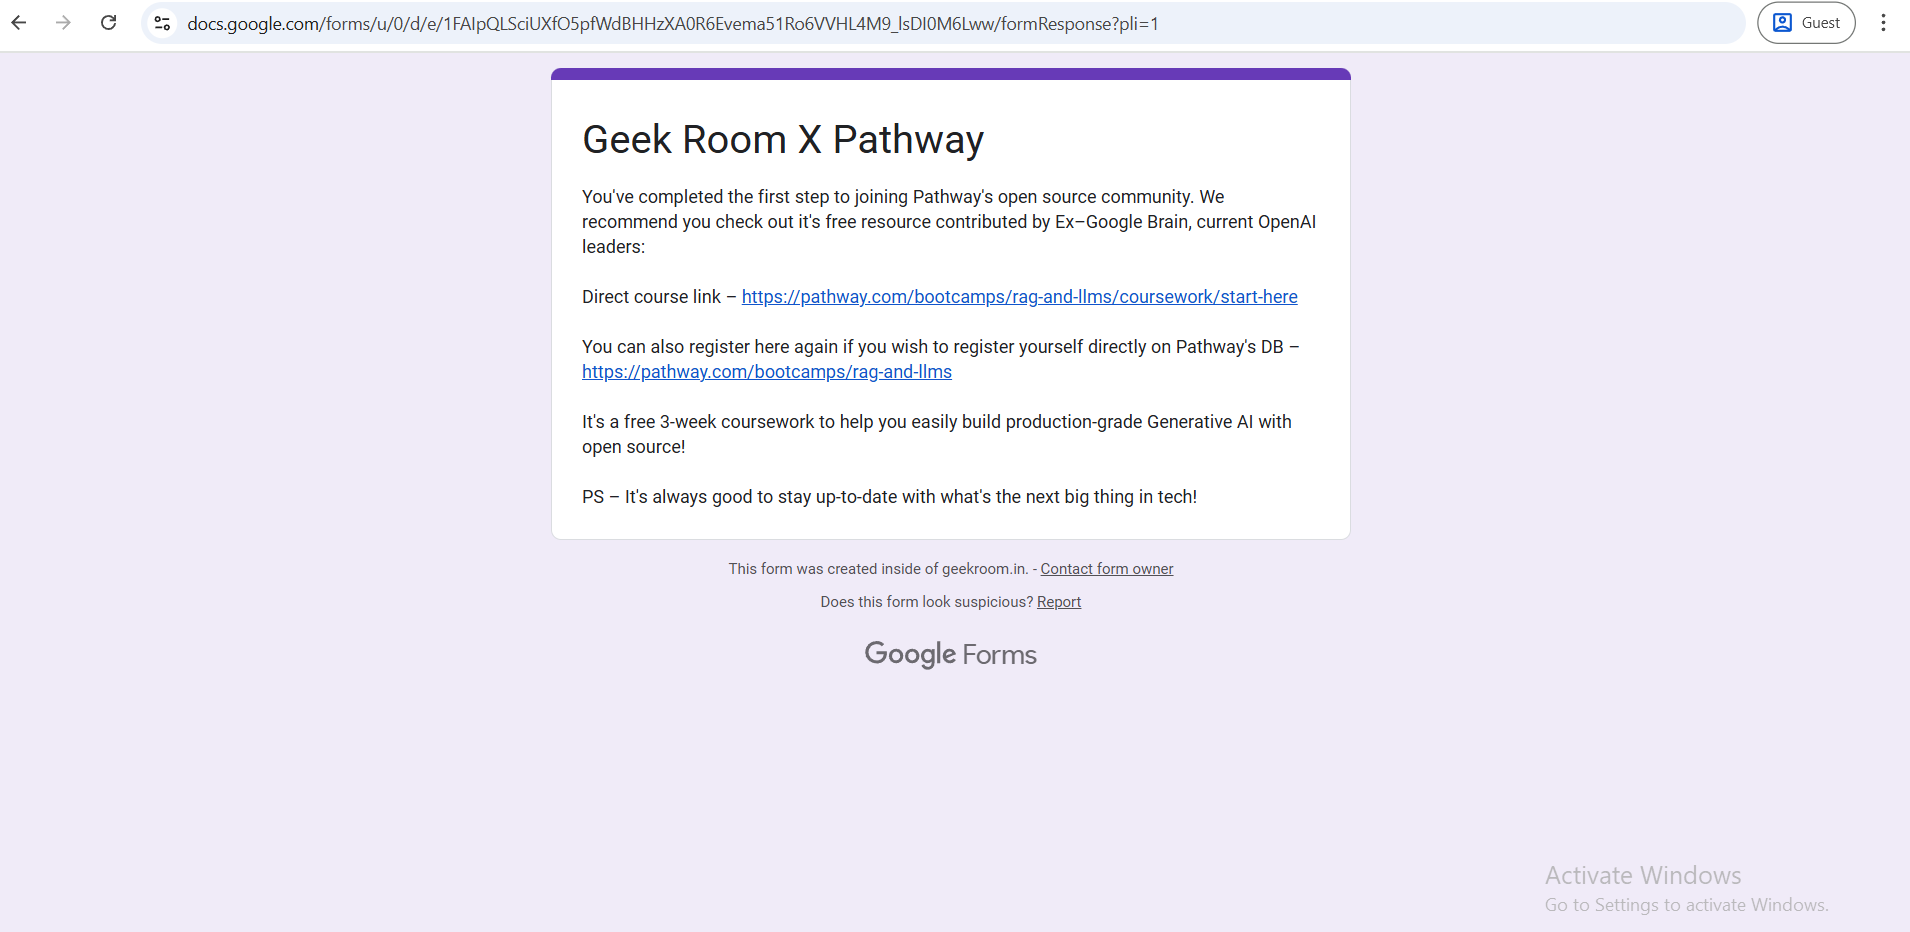 docs.google.com/forms/u/0/d/e/1FAIpQLSciUXfO5pfWdBHHzXA0R6Evema51Ro6VVHL4M9_lsDI0M6Lww/formResponse?pli=1
Guest
Geek Room X Pathway
You've completed the first step to joining Pathway's open source community. We
recommend you check out it's free resource contributed by Ex–Google Brain, current OpenAI
leaders:
Direct course link – https://pathway.com/bootcamps/rag-and-llms/coursework/start-here
You can also register here again if you wish to register yourself directly on Pathway's DB –
https://pathway.com/bootcamps/rag-and-llms
It's a free 3-week coursework to help you easily build production-grade Generative AI with
open source!
PS – It's always good to stay up-to-date with what's the next big thing in tech!
This form was created inside of geekroom.in. - Contact form owner
Does this form look suspicious? Report
Google Forms
Activate Windows
Go to Settings to activate Windows.